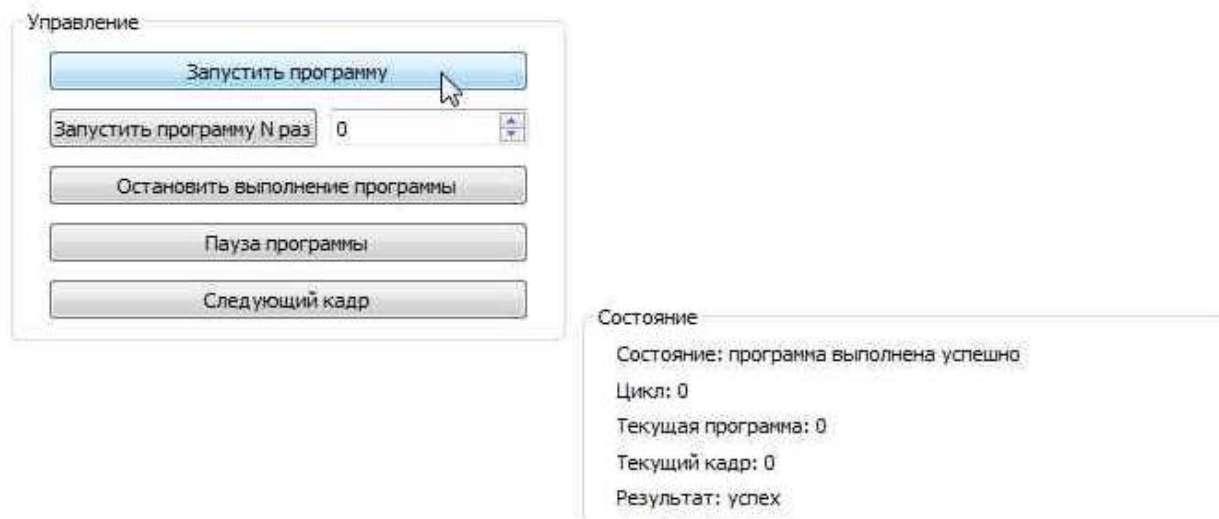 Управление
Запустить программу
Запустить программу N раз 0
Остановить выполнение программы
Пауза программы
Следующий кадр
Состояние
Состояние: программа выполнена успешно
Цикл: 0
Текущая программа: 0
Текущий кадр: 0
Результат: успех